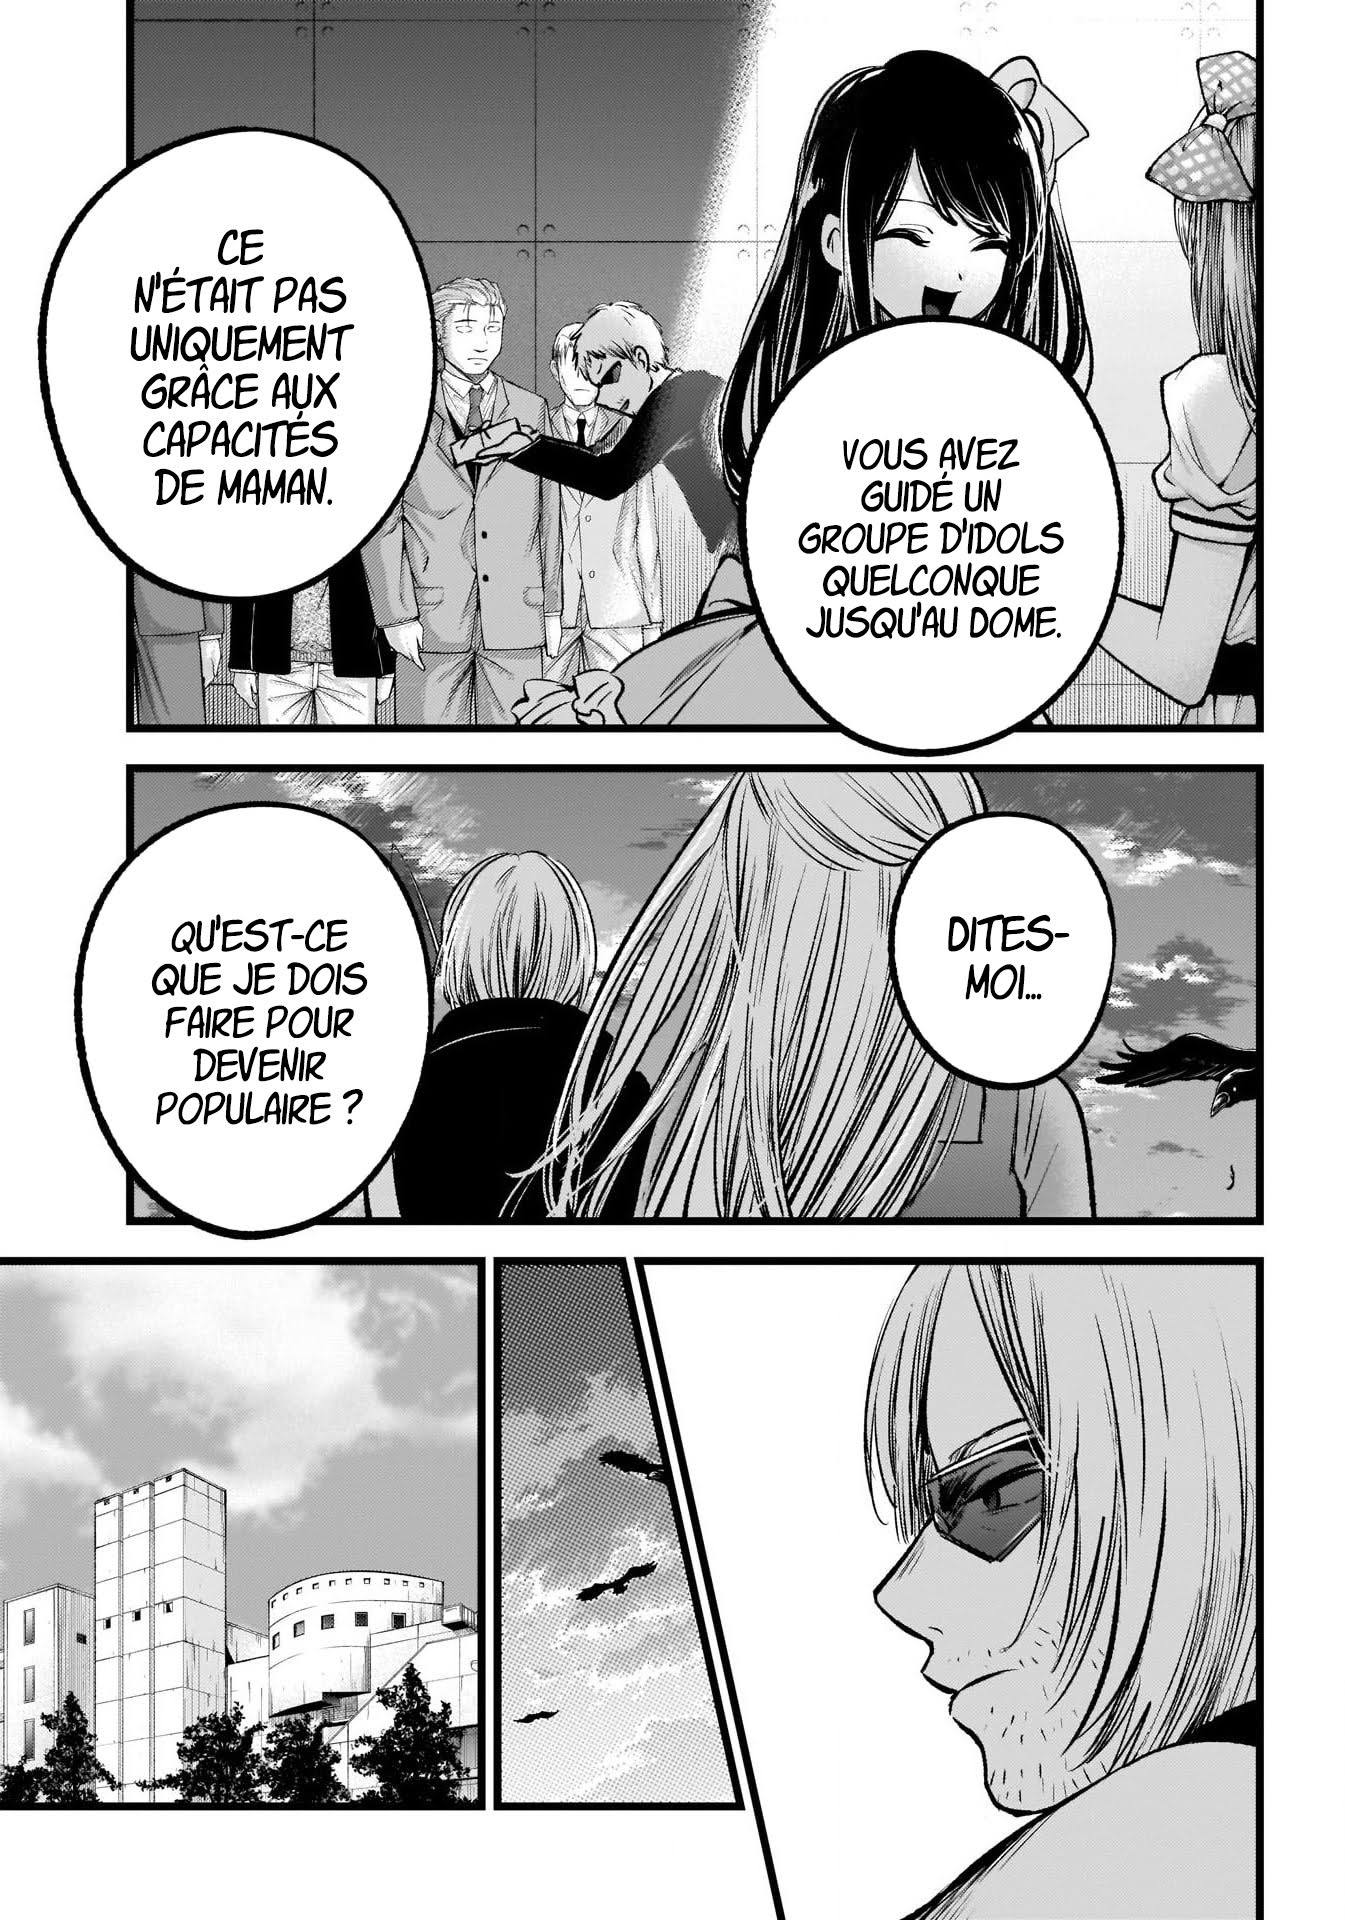 VOUS AVEZ
GUIDÉ UN
GROUPE D'IDOLS
QUELCONQUE
JUSQU'AU DOME.
CE
N'ÉTAIT PAS
UNIQUEMENT
GRÂCE AUX
CAPACITÉS
DE MAMAN.
DITES-
MOI...
QU'EST-CE
QUE JE DOIS
FAIRE POUR
DEVENIR
POPULAIRE ?